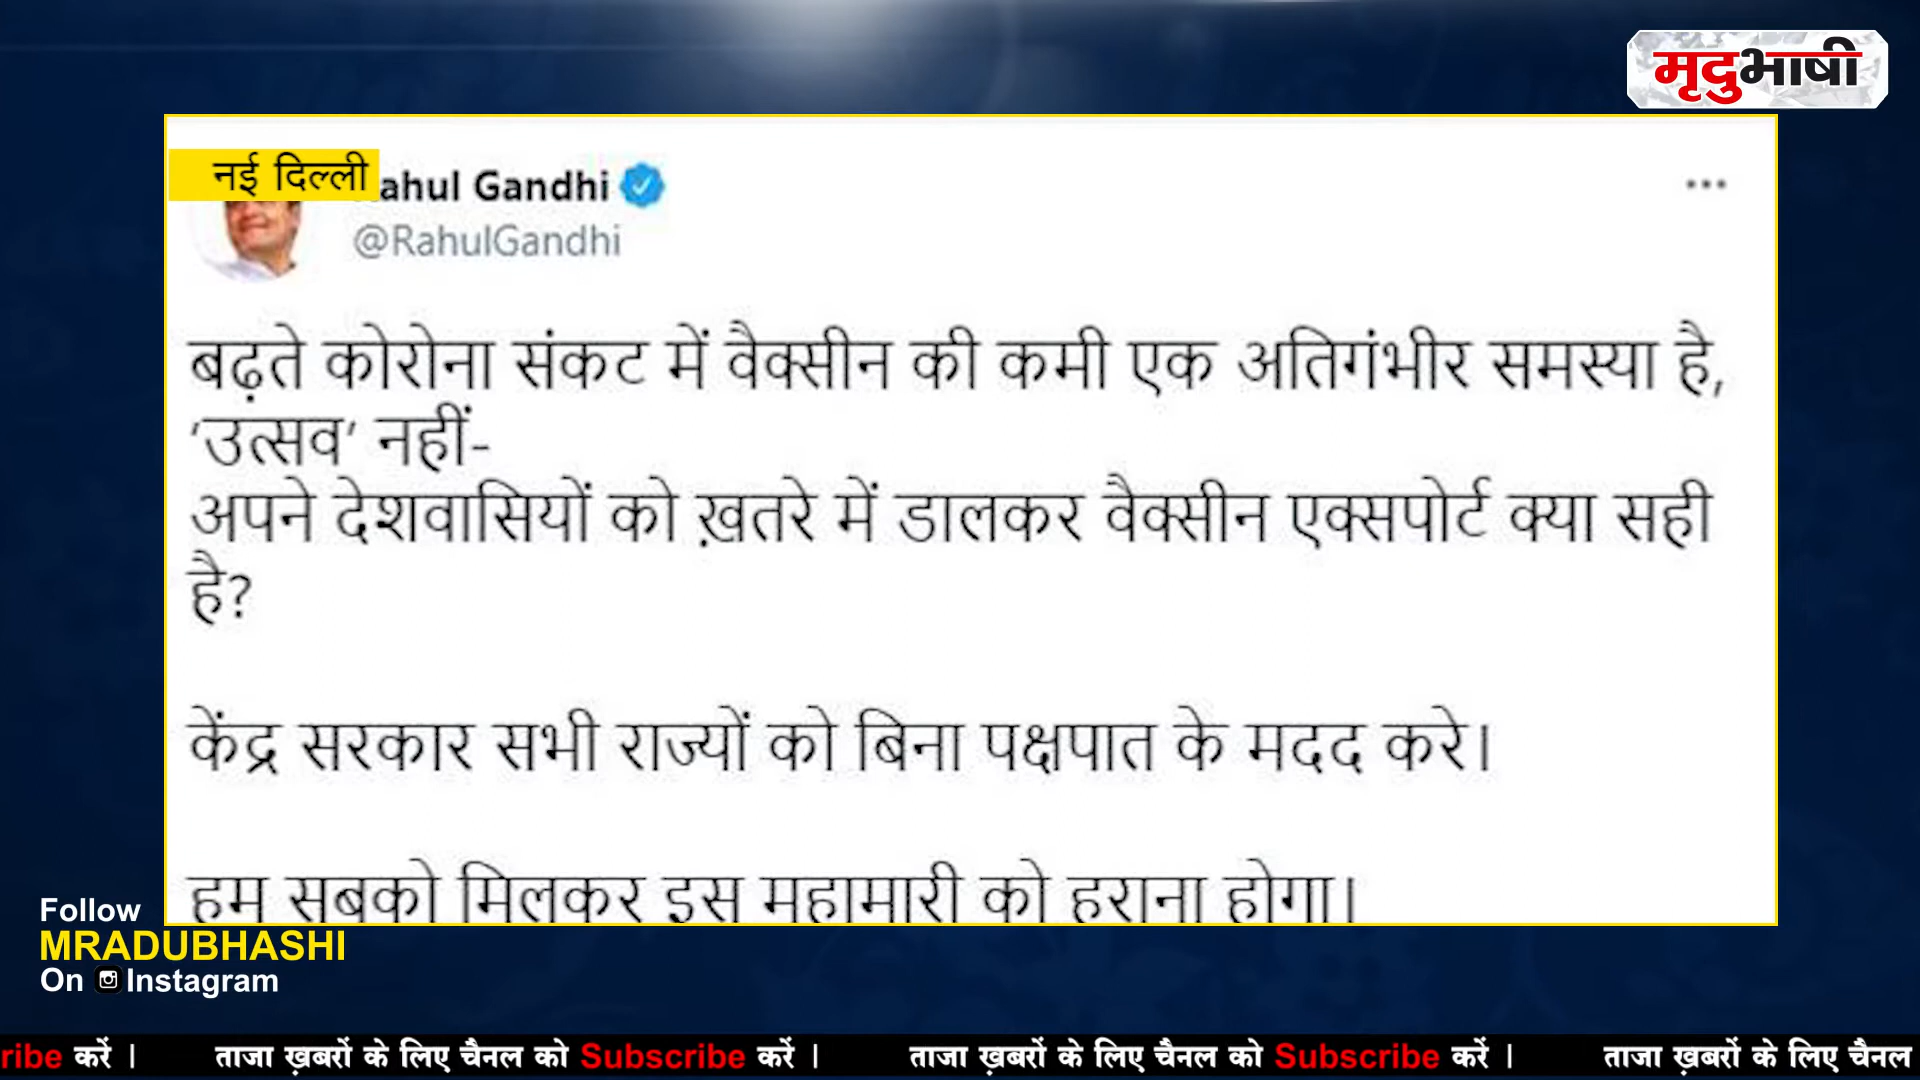 मृदुभाषी
नई दिल्ली
ahul Gandhi
@RahulGandhi
बढ़ते कोरोना संकट में वैक्सीन की कमी एक अतिगंभीर समस्या है,
‘उत्सव’ नहीं-
अपने देशवासियों को ख़तरे में डालकर वैक्सीन एक्सपोर्ट क्या सही
है?
केंद्र सरकार सभी राज्यों को बिना पक्षपात के मदद करे।
हम सबको मिलकर इस महामारी को हराना होगा।
Follow
MRADUBHASHI
On Instagram
ribe करें । ताजा ख़बरों के लिए चैनल को Subscribe करें । ताजा ख़बरों के लिए चैनल को Subscribe करें । ताजा ख़बरों के लिए चैनल